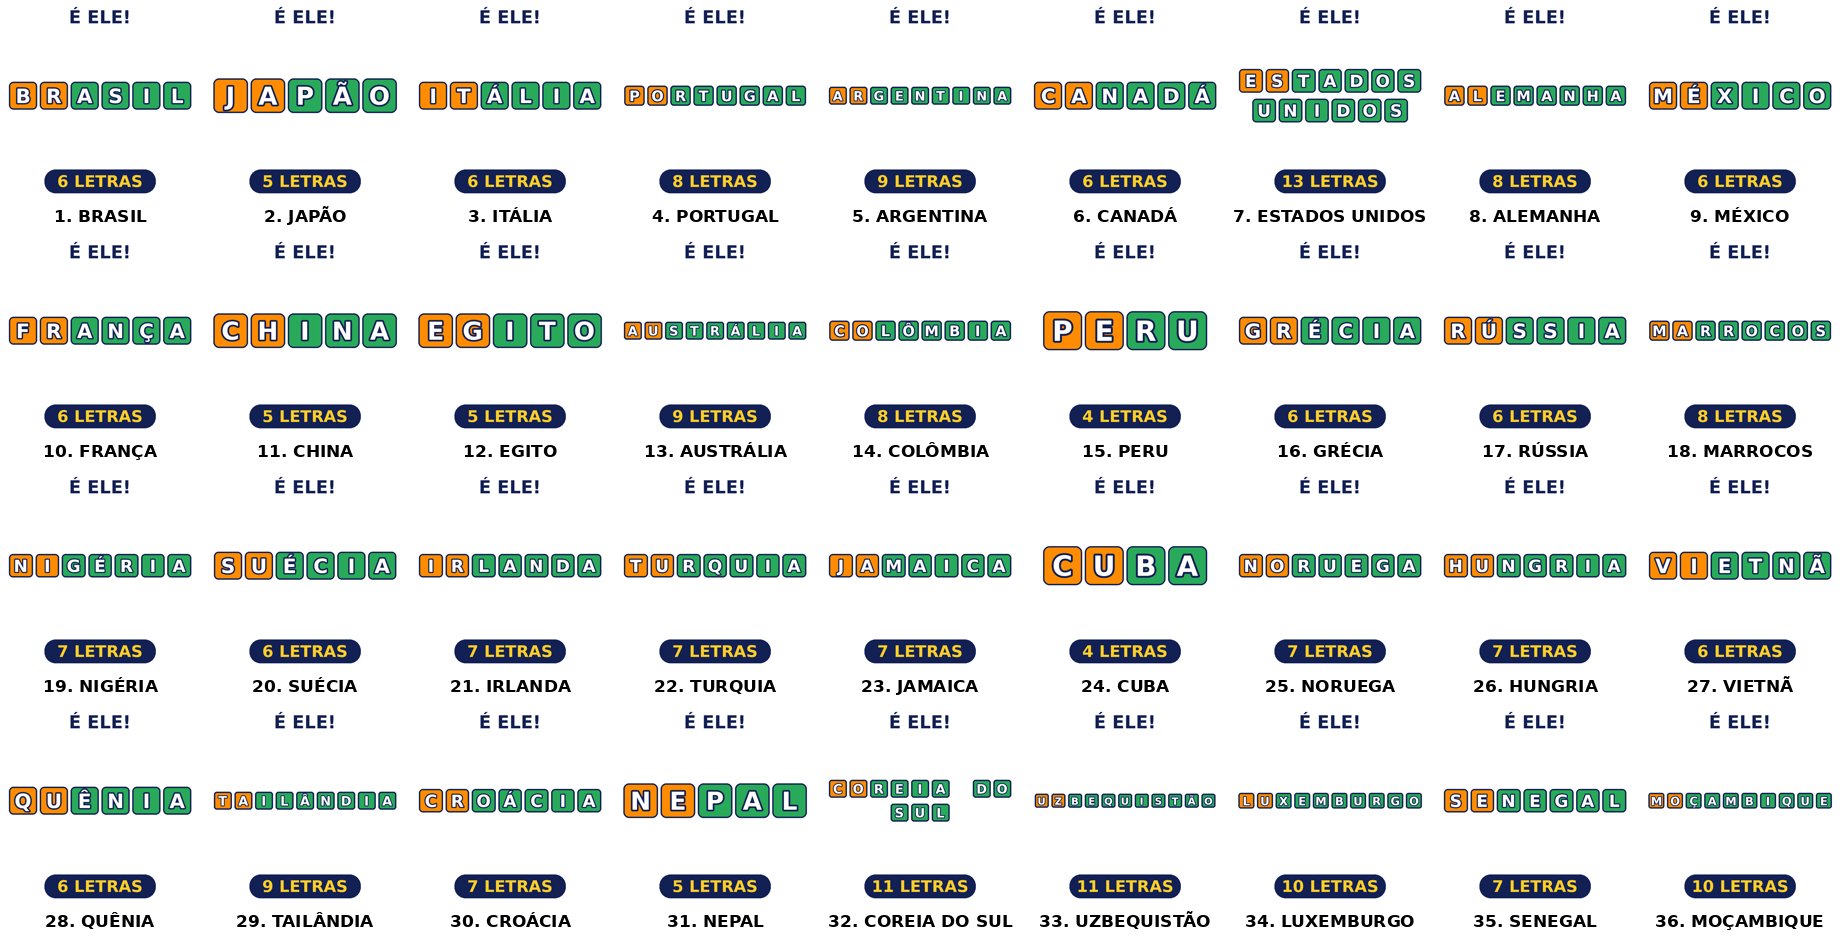 É ELE! É ELE! É ELE! É ELE! É ELE! É ELE! É ELE! É ELE! É ELE!
BRASIL JAPÃO ITÁLIA PORTUGAL ARGENTINA CANADÁ ESTADOS UNIDOS ALEMANHA MÉXICO
6 LETRAS 5 LETRAS 6 LETRAS 8 LETRAS 9 LETRAS 6 LETRAS 13 LETRAS 8 LETRAS 6 LETRAS
1. BRASIL 2. JAPÃO 3. ITÁLIA 4. PORTUGAL 5. ARGENTINA 6. CANADÁ 7. ESTADOS UNIDOS 8. ALEMANHA 9. MÉXICO
É ELE! É ELE! É ELE! É ELE! É ELE! É ELE! É ELE! É ELE! É ELE!
FRANÇA CHINA EGITO AUSTRÁLIA COLÔMBIA PERU GRÉCIA RÚSSIA MARROCOS
6 LETRAS 5 LETRAS 5 LETRAS 9 LETRAS 8 LETRAS 4 LETRAS 6 LETRAS 6 LETRAS 8 LETRAS
10. FRANÇA 11. CHINA 12. EGITO 13. AUSTRÁLIA 14. COLÔMBIA 15. PERU 16. GRÉCIA 17. RÚSSIA 18. MARROCOS
É ELE! É ELE! É ELE! É ELE! É ELE! É ELE! É ELE! É ELE! É ELE!
NIGÉRIA SUÉCIA IRLANDA TURQUIA JAMAICA CUBA NORUEGA HUNGRIA VIETNÃ
7 LETRAS 6 LETRAS 7 LETRAS 7 LETRAS 7 LETRAS 4 LETRAS 7 LETRAS 7 LETRAS 6 LETRAS
19. NIGÉRIA 20. SUÉCIA 21. IRLANDA 22. TURQUIA 23. JAMAICA 24. CUBA 25. NORUEGA 26. HUNGRIA 27. VIETNÃ
É ELE! É ELE! É ELE! É ELE! É ELE! É ELE! É ELE! É ELE! É ELE!
QUÊNIA TAILÂNDIA CROÁCIA NEPAL COREIA DO SUL UZBEQUISTÃO LUXEMBURGO SENEGAL MOÇAMBIQUE
6 LETRAS 9 LETRAS 7 LETRAS 5 LETRAS 11 LETRAS 11 LETRAS 10 LETRAS 7 LETRAS 10 LETRAS
28. QUÊNIA 29. TAILÂNDIA 30. CROÁCIA 31. NEPAL 32. COREIA DO SUL 33. UZBEQUISTÃO 34. LUXEMBURGO 35. SENEGAL 36. MOÇAMBIQUE